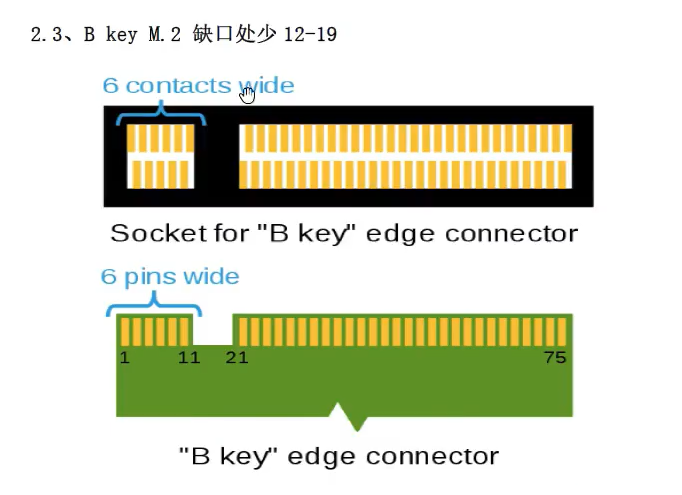 2.3、B key M.2 缺口处少 12-19
6 contacts wide
Socket for "B key" edge connector
6 pins wide
1 11 21 75
"B key" edge connector